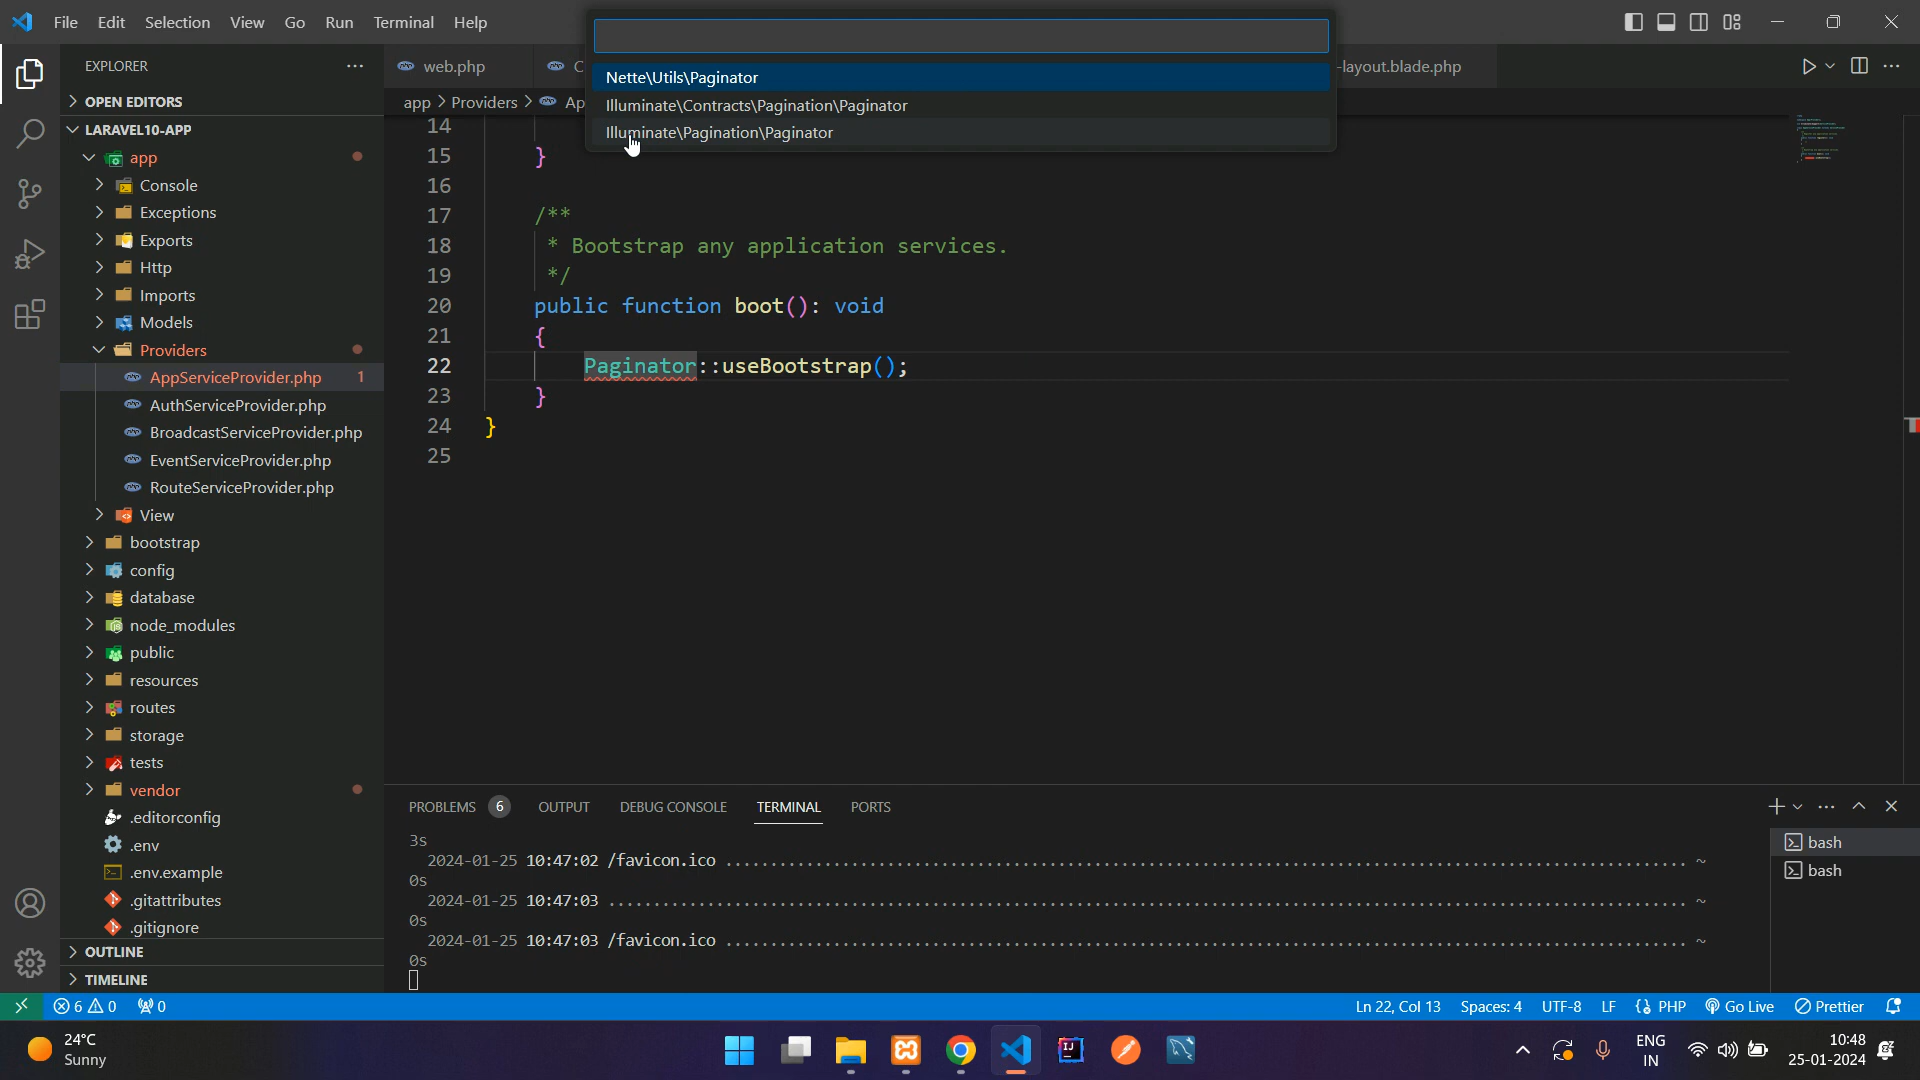 File Edit Selection View Go Run Terminal Help
Nette\Utils\Paginator
Illuminate\Contracts\Pagination\Paginator
Illuminate\Pagination\Paginator
EXPLORER
OPEN EDITORS
LARAVEL10-APP
app
Console
Exceptions
Exports
Http
Imports
Models
Providers
AppServiceProvider.php 1
AuthServiceProvider.php
BroadcastServiceProvider.php
EventServiceProvider.php
RouteServiceProvider.php
View
bootstrap
config
database
node_modules
public
resources
routes
storage
tests
vendor
.editorconfig
.env
.env.example
.gitattributes
.gitignore
OUTLINE
TIMELINE
web.php C -layout.blade.php
app > Providers > Ap
14
15 }
16
17 /**
18 * Bootstrap any application services.
19 */
20 public function boot(): void
21 {
22 Paginator::useBootstrap();
23 }
24 }
25
PROBLEMS 6 OUTPUT DEBUG CONSOLE TERMINAL PORTS
3s
2024-01-25 10:47:02 /favicon.ico ........................................ ~
0s
2024-01-25 10:47:03 ........................................ ~
0s
2024-01-25 10:47:03 /favicon.ico ........................................ ~
0s
bash
bash
6 0 0 Ln 22, Col 13 Spaces: 4 UTF-8 LF {} PHP Go Live Prettier
24°C
Sunny
ENG
IN
10:48
25-01-2024